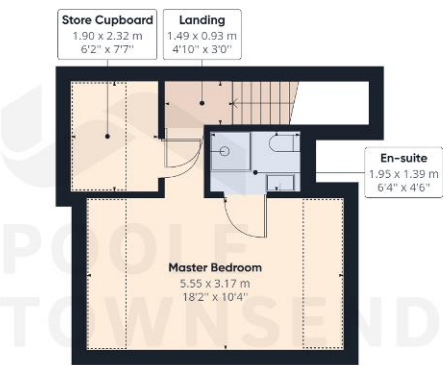 Store Cupboard
1.90 x 2.32 m
6'2" x 7'7"
Landing
1.49 x 0.93 m
4'10" x 3'0"
En-suite
1.95 x 1.39 m
6'4" x 4'6"
Master Bedroom
5.55 x 3.17 m
18'2" x 10'4"
POOLE
TOWNSEND